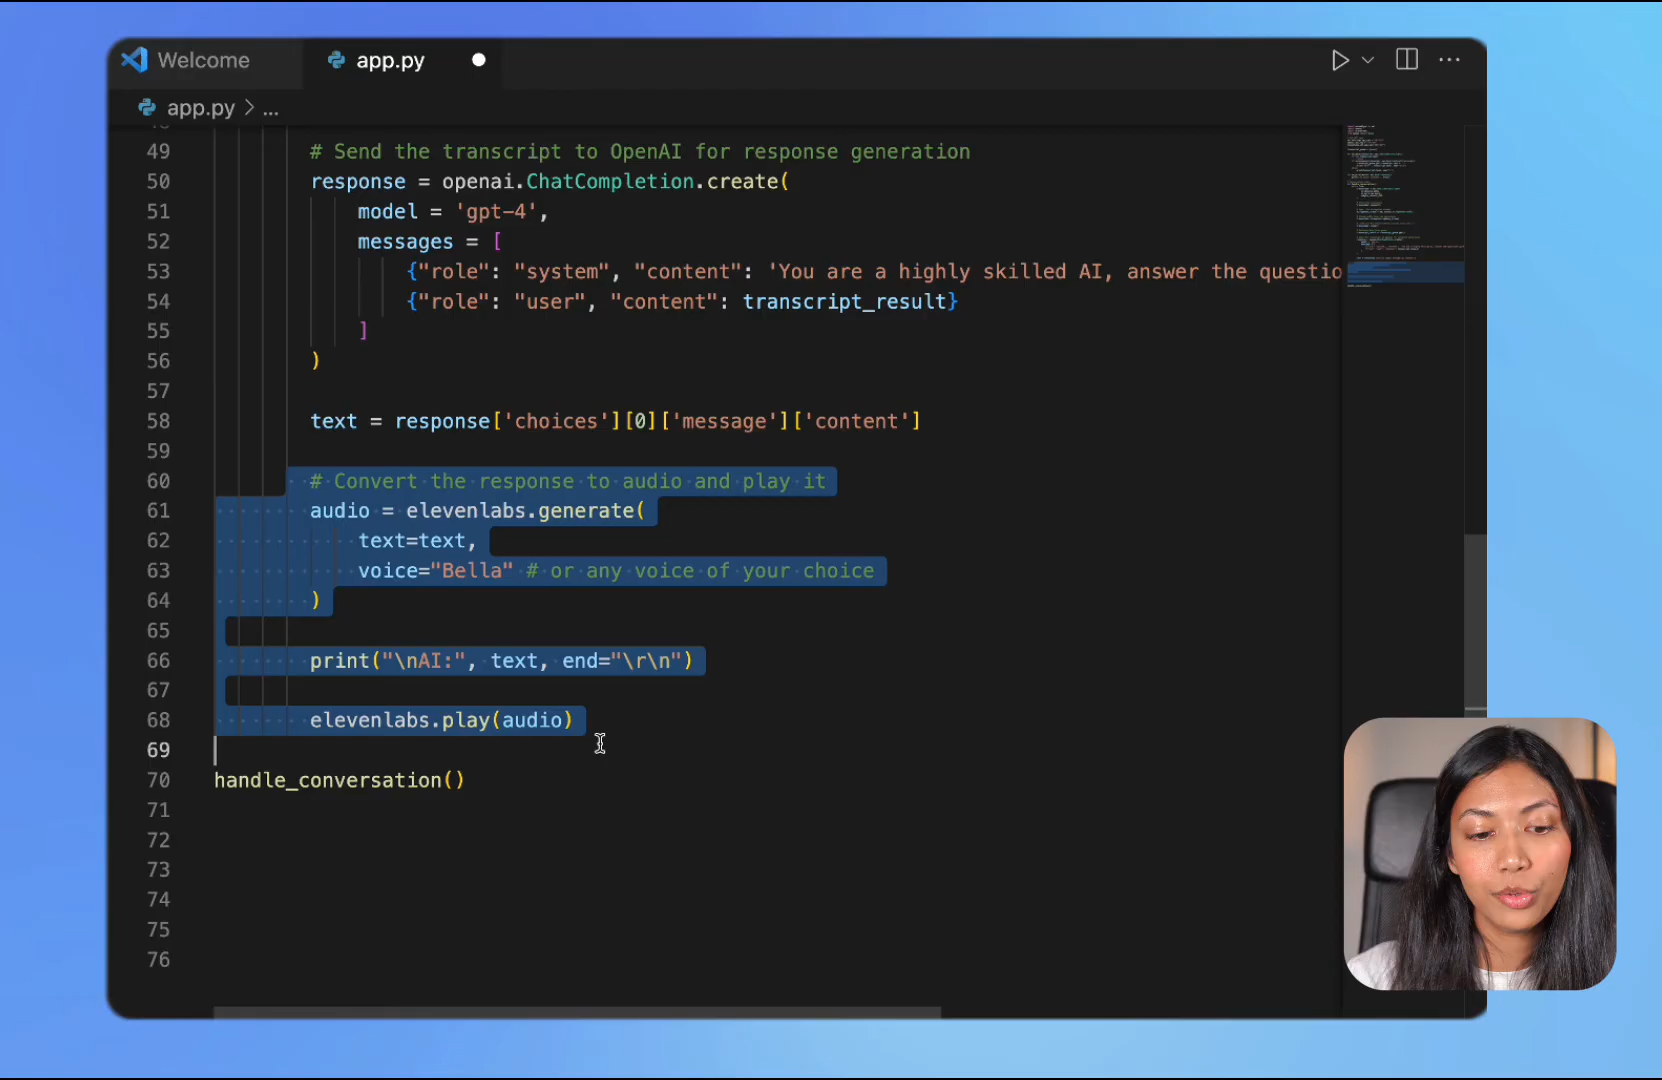 Welcome
app.py
app.py > ...
49 # Send the transcript to OpenAI for response generation
50 response = openai.ChatCompletion.create(
51 model = 'gpt-4',
52 messages = [
53 {"role": "system", "content": 'You are a highly skilled AI, answer the questio
54 {"role": "user", "content": transcript_result}
55 ]
56 )
57
58 text = response['choices'][0]['message']['content']
59
60 # Convert the response to audio and play it
61 audio = elevenlabs.generate(
62 text=text,
63 voice="Bella" # or any voice of your choice
64 )
65
66 print("\nAI:", text, end="\r\n")
67
68 elevenlabs.play(audio)
69
70 handle_conversation()
71
72
73
74
75
76